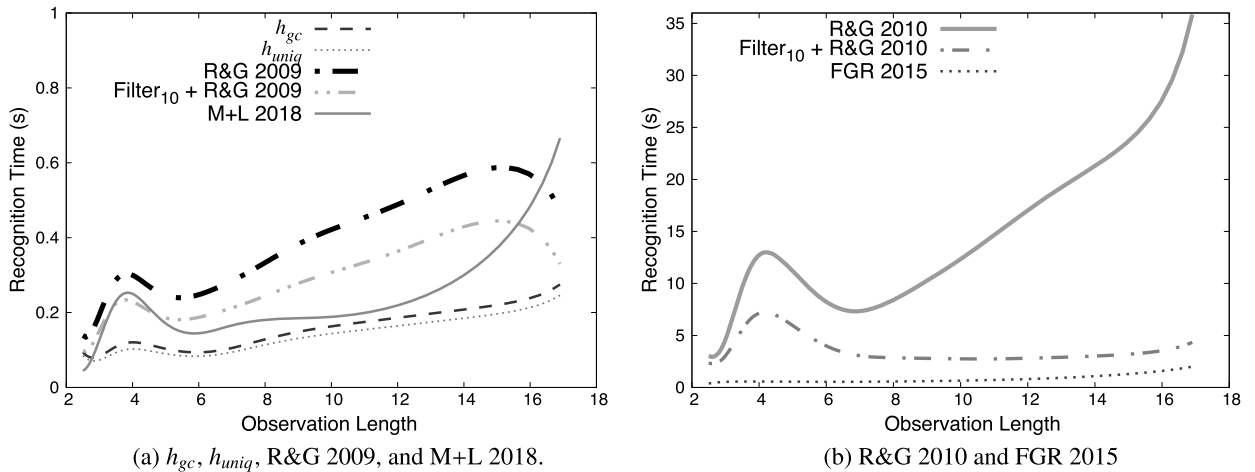 h_gc
h_uniq
R&G 2009
Filter₁₀ + R&G 2009
M+L 2018
1
0.8
0.6
0.4
0.2
0
Recognition Time (s)
2 4 6 8 10 12 14 16 18
Observation Length
(a) h_gc, h_uniq, R&G 2009, and M+L 2018.
R&G 2010
Filter₁₀ + R&G 2010
FGR 2015
35
30
25
20
15
10
5
0
Recognition Time (s)
2 4 6 8 10 12 14 16 18
Observation Length
(b) R&G 2010 and FGR 2015